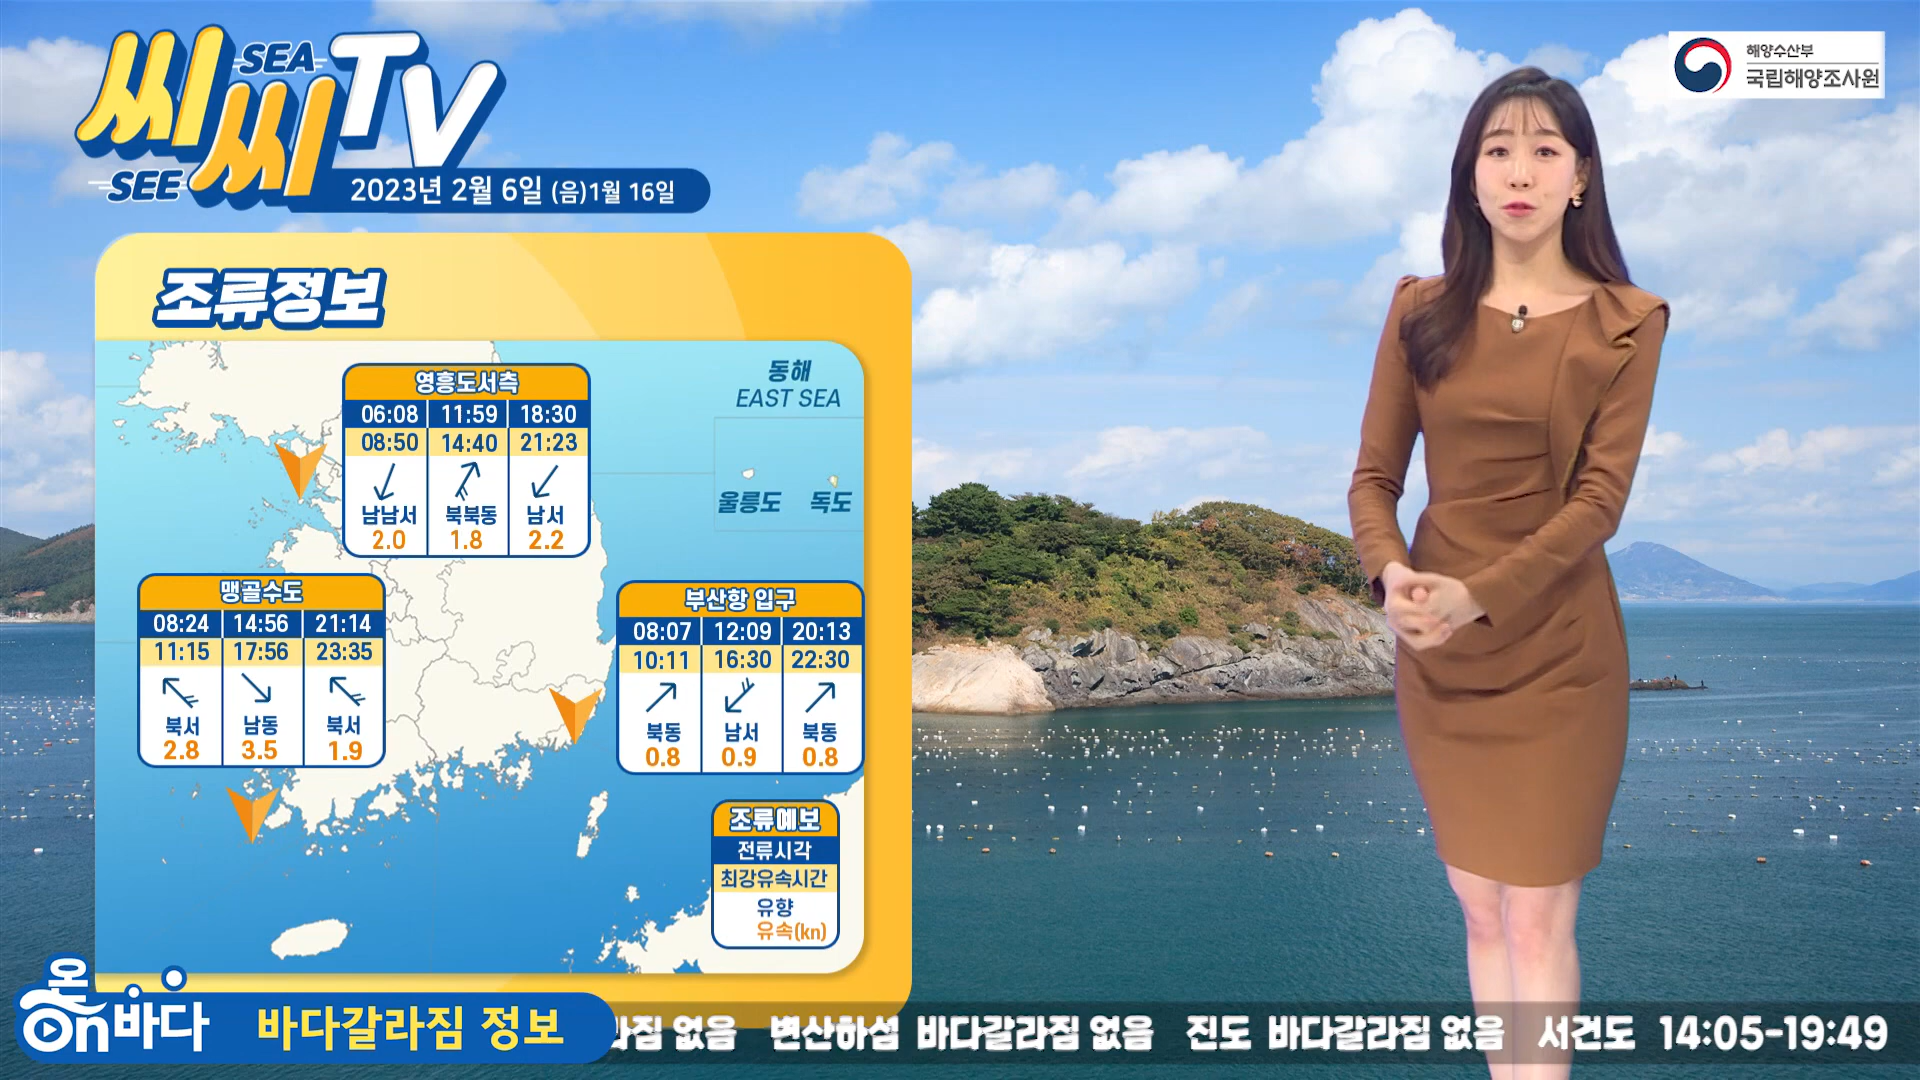 씨 SEA TV
SEE 씨
2023년 2월 6일 (음)1월 16일
해양수산부
국립해양조사원
조류정보
동해
EAST SEA
울릉도 독도
영흥도서측
06:08 11:59 18:30
08:50 14:40 21:23
남남서 북북동 남서
2.0 1.8 2.2
맹골수도
08:24 14:56 21:14
11:15 17:56 23:35
북서 남동 북서
2.8 3.5 1.9
부산항 입구
08:07 12:09 20:13
10:11 16:30 22:30
북동 남서 북동
0.8 0.9 0.8
조류예보
전류시각
최강유속시간
유향
유속(kn)
온
On바다
바다갈라짐 정보
라짐 없음 변산하섬 바다갈라짐 없음 진도 바다갈라짐 없음 서건도 14:05-19:49